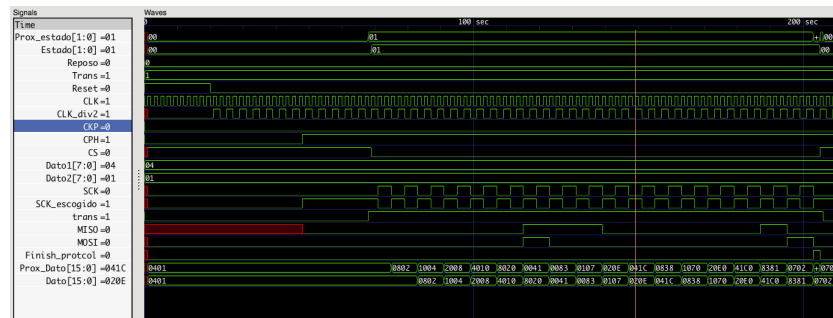 Signals
Waves
Time
0 100 sec 200 sec
Prox_estado[1:0] =01 00 01 + 00
Estado[1:0] =01 00 01 00
Reposo =0 0
Trans =1 1
Reset =0
CLK =1
CLK_div2 =1
CKP =0
CPH =1
CS =0
Dato1[7:0] =04 04
Dato2[7:0] =01 01
SCK =0
SCK_escogido =1
trans =1
MISO =0
MOSI =0
Finish_protcol =0
Prox_Dato[15:0] =041C 0401 0802 1004 2008 4010 8020 0041 0083 0107 020E 041C 0838 1070 20E0 41C0 8381 0702 + 070
Dato[15:0] =020E 0401 0802 1004 2008 4010 8020 0041 0083 0107 020E 041C 0838 1070 20E0 41C0 8381 0702